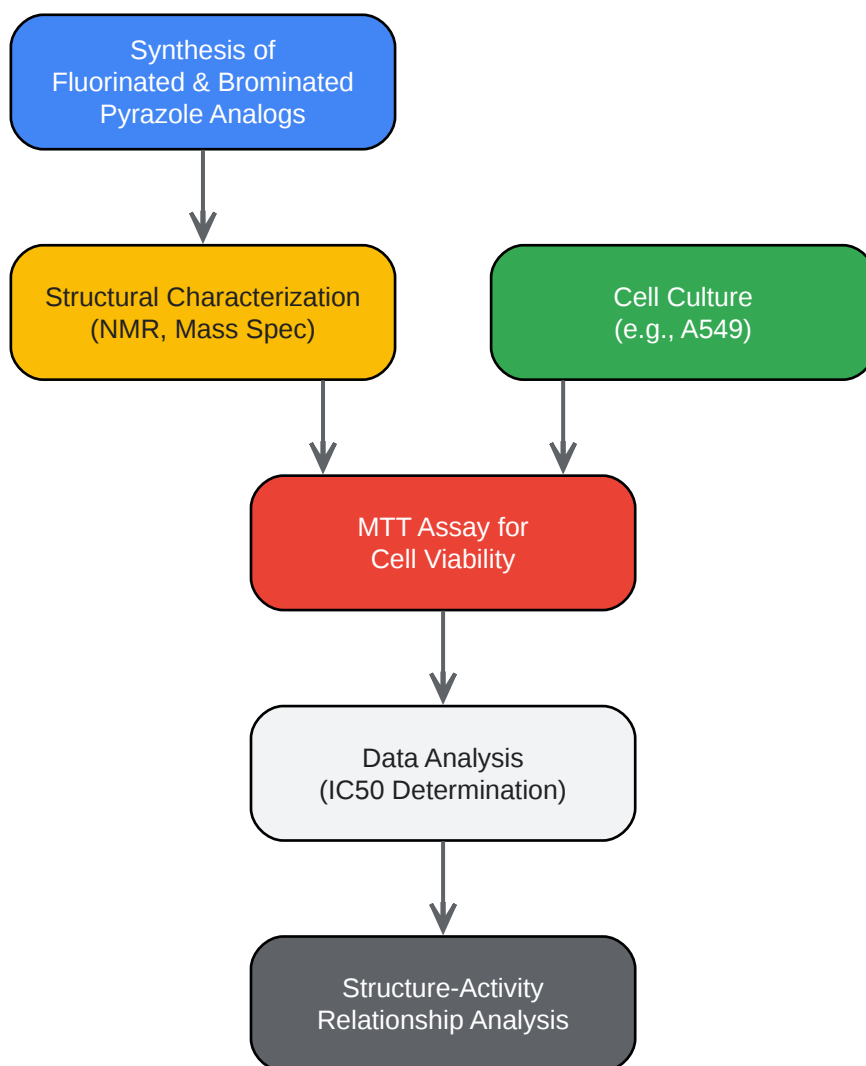 Synthesis of
Fluorinated & Brominated
Pyrazole Analogs
Structural Characterization
(NMR, Mass Spec)
Cell Culture
(e.g., A549)
MTT Assay for
Cell Viability
Data Analysis
(IC50 Determination)
Structure-Activity
Relationship Analysis